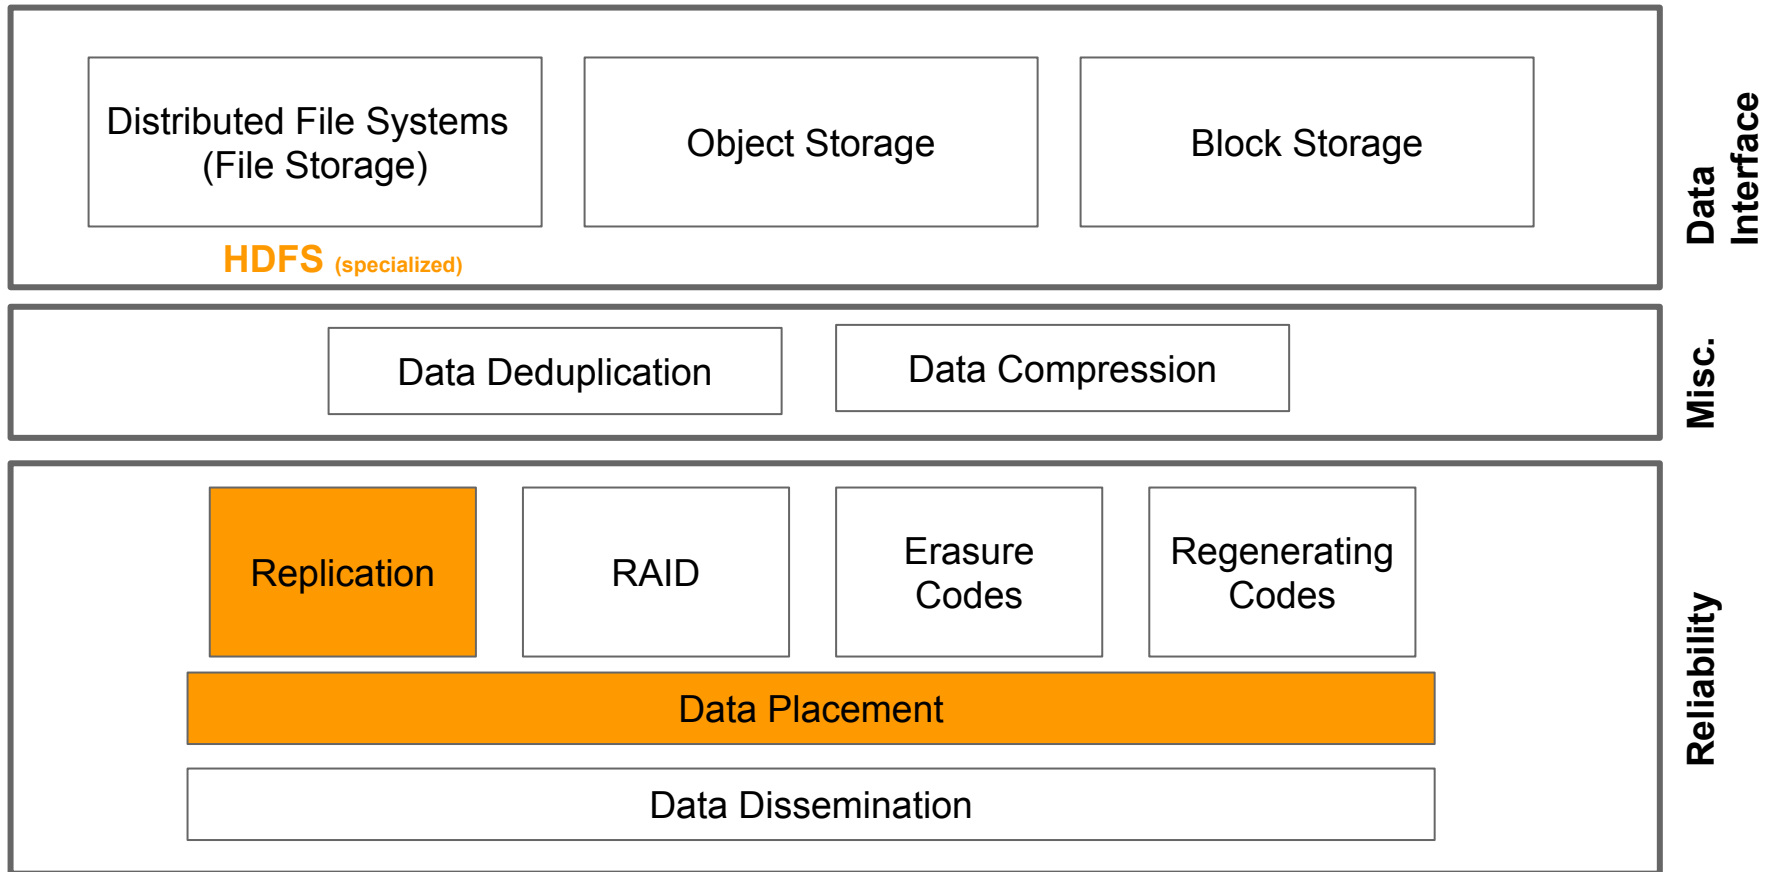 Distributed File Systems
(File Storage)
Object Storage
Block Storage
HDFS (specialized)
Data
Interface
Data Deduplication
Data Compression
Misc.
Replication
RAID
Erasure
Codes
Regenerating
Codes
Data Placement
Data Dissemination
Reliability